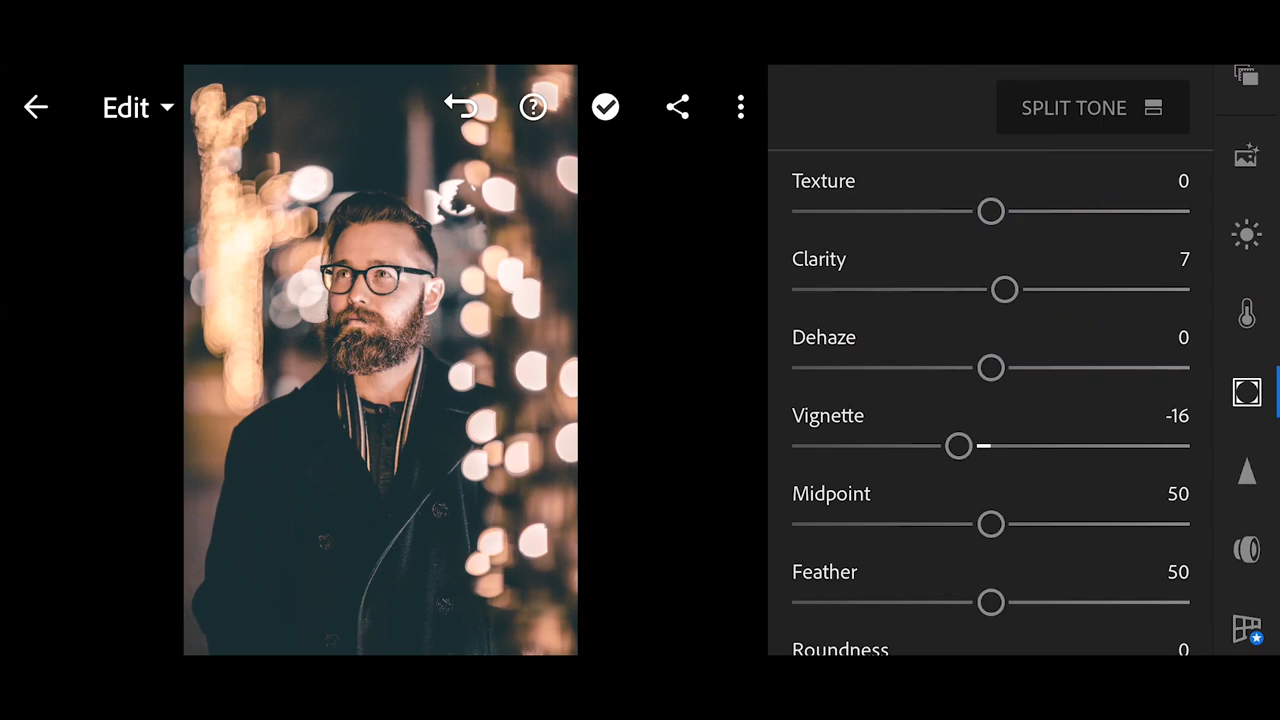 Edit
SPLIT TONE
Texture 0
Clarity 7
Dehaze 0
Vignette -16
Midpoint 50
Feather 50
Roundness 0